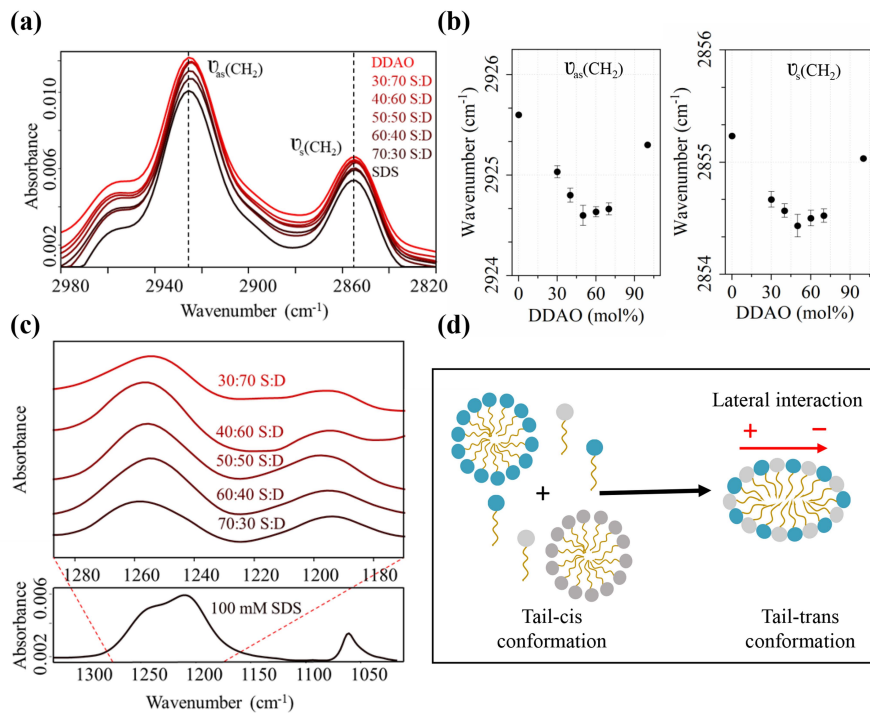 (a)
υas(CH2)
υs(CH2)
DDAO
30:70 S:D
40:60 S:D
50:50 S:D
60:40 S:D
70:30 S:D
SDS
Absorbance
0.010
0.006
0.002
2980 2940 2900 2860 2820
Wavenumber (cm-1)
(b)
υas(CH2)
Wavenumber (cm-1)
2926
2925
2924
0 30 60 90
DDAO (mol%)
υs(CH2)
Wavenumber (cm-1)
2856
2855
2854
0 30 60 90
DDAO (mol%)
(c)
Absorbance
30:70 S:D
40:60 S:D
50:50 S:D
60:40 S:D
70:30 S:D
1280 1260 1240 1220 1200 1180
Absorbance
0.006
0.002
100 mM SDS
1300 1250 1200 1100 1050
Wavenumber (cm-1)
(d)
Lateral interaction
+ −
+
Tail-cis
conformation
Tail-trans
conformation